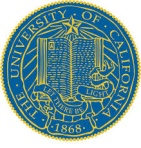 THE UNIVERSITY OF CALIFORNIA
LET THERE BE LIGHT
1868